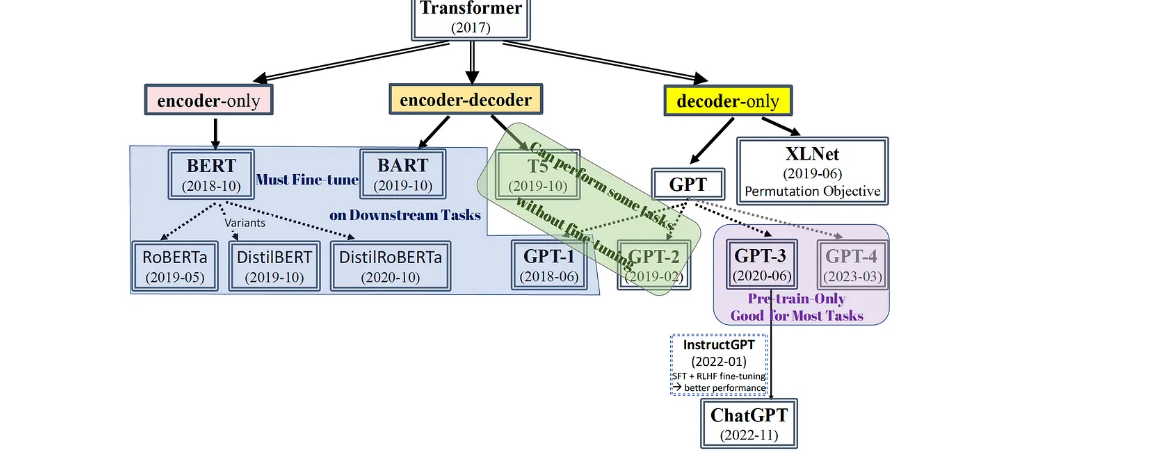 Transformer
(2017)
encoder-only
encoder-decoder
decoder-only
BERT
(2018-10)
Must Fine-tune
BART
(2019-10)
on Downstream Tasks
T5
(2019-10)
Can perform some tasks
without fine-tuning
GPT
XLNet
(2019-06)
Permutation Objective
Variants
RoBERTa
(2019-05)
DistilBERT
(2019-10)
DistilRoBERTa
(2020-10)
GPT-1
(2018-06)
GPT-2
(2019-02)
GPT-3
(2020-06)
GPT-4
(2023-03)
Pre-train-Only
Good for Most Tasks
InstructGPT
(2022-01)
SFT + RLHF fine-tuning
→ better performance
ChatGPT
(2022-11)